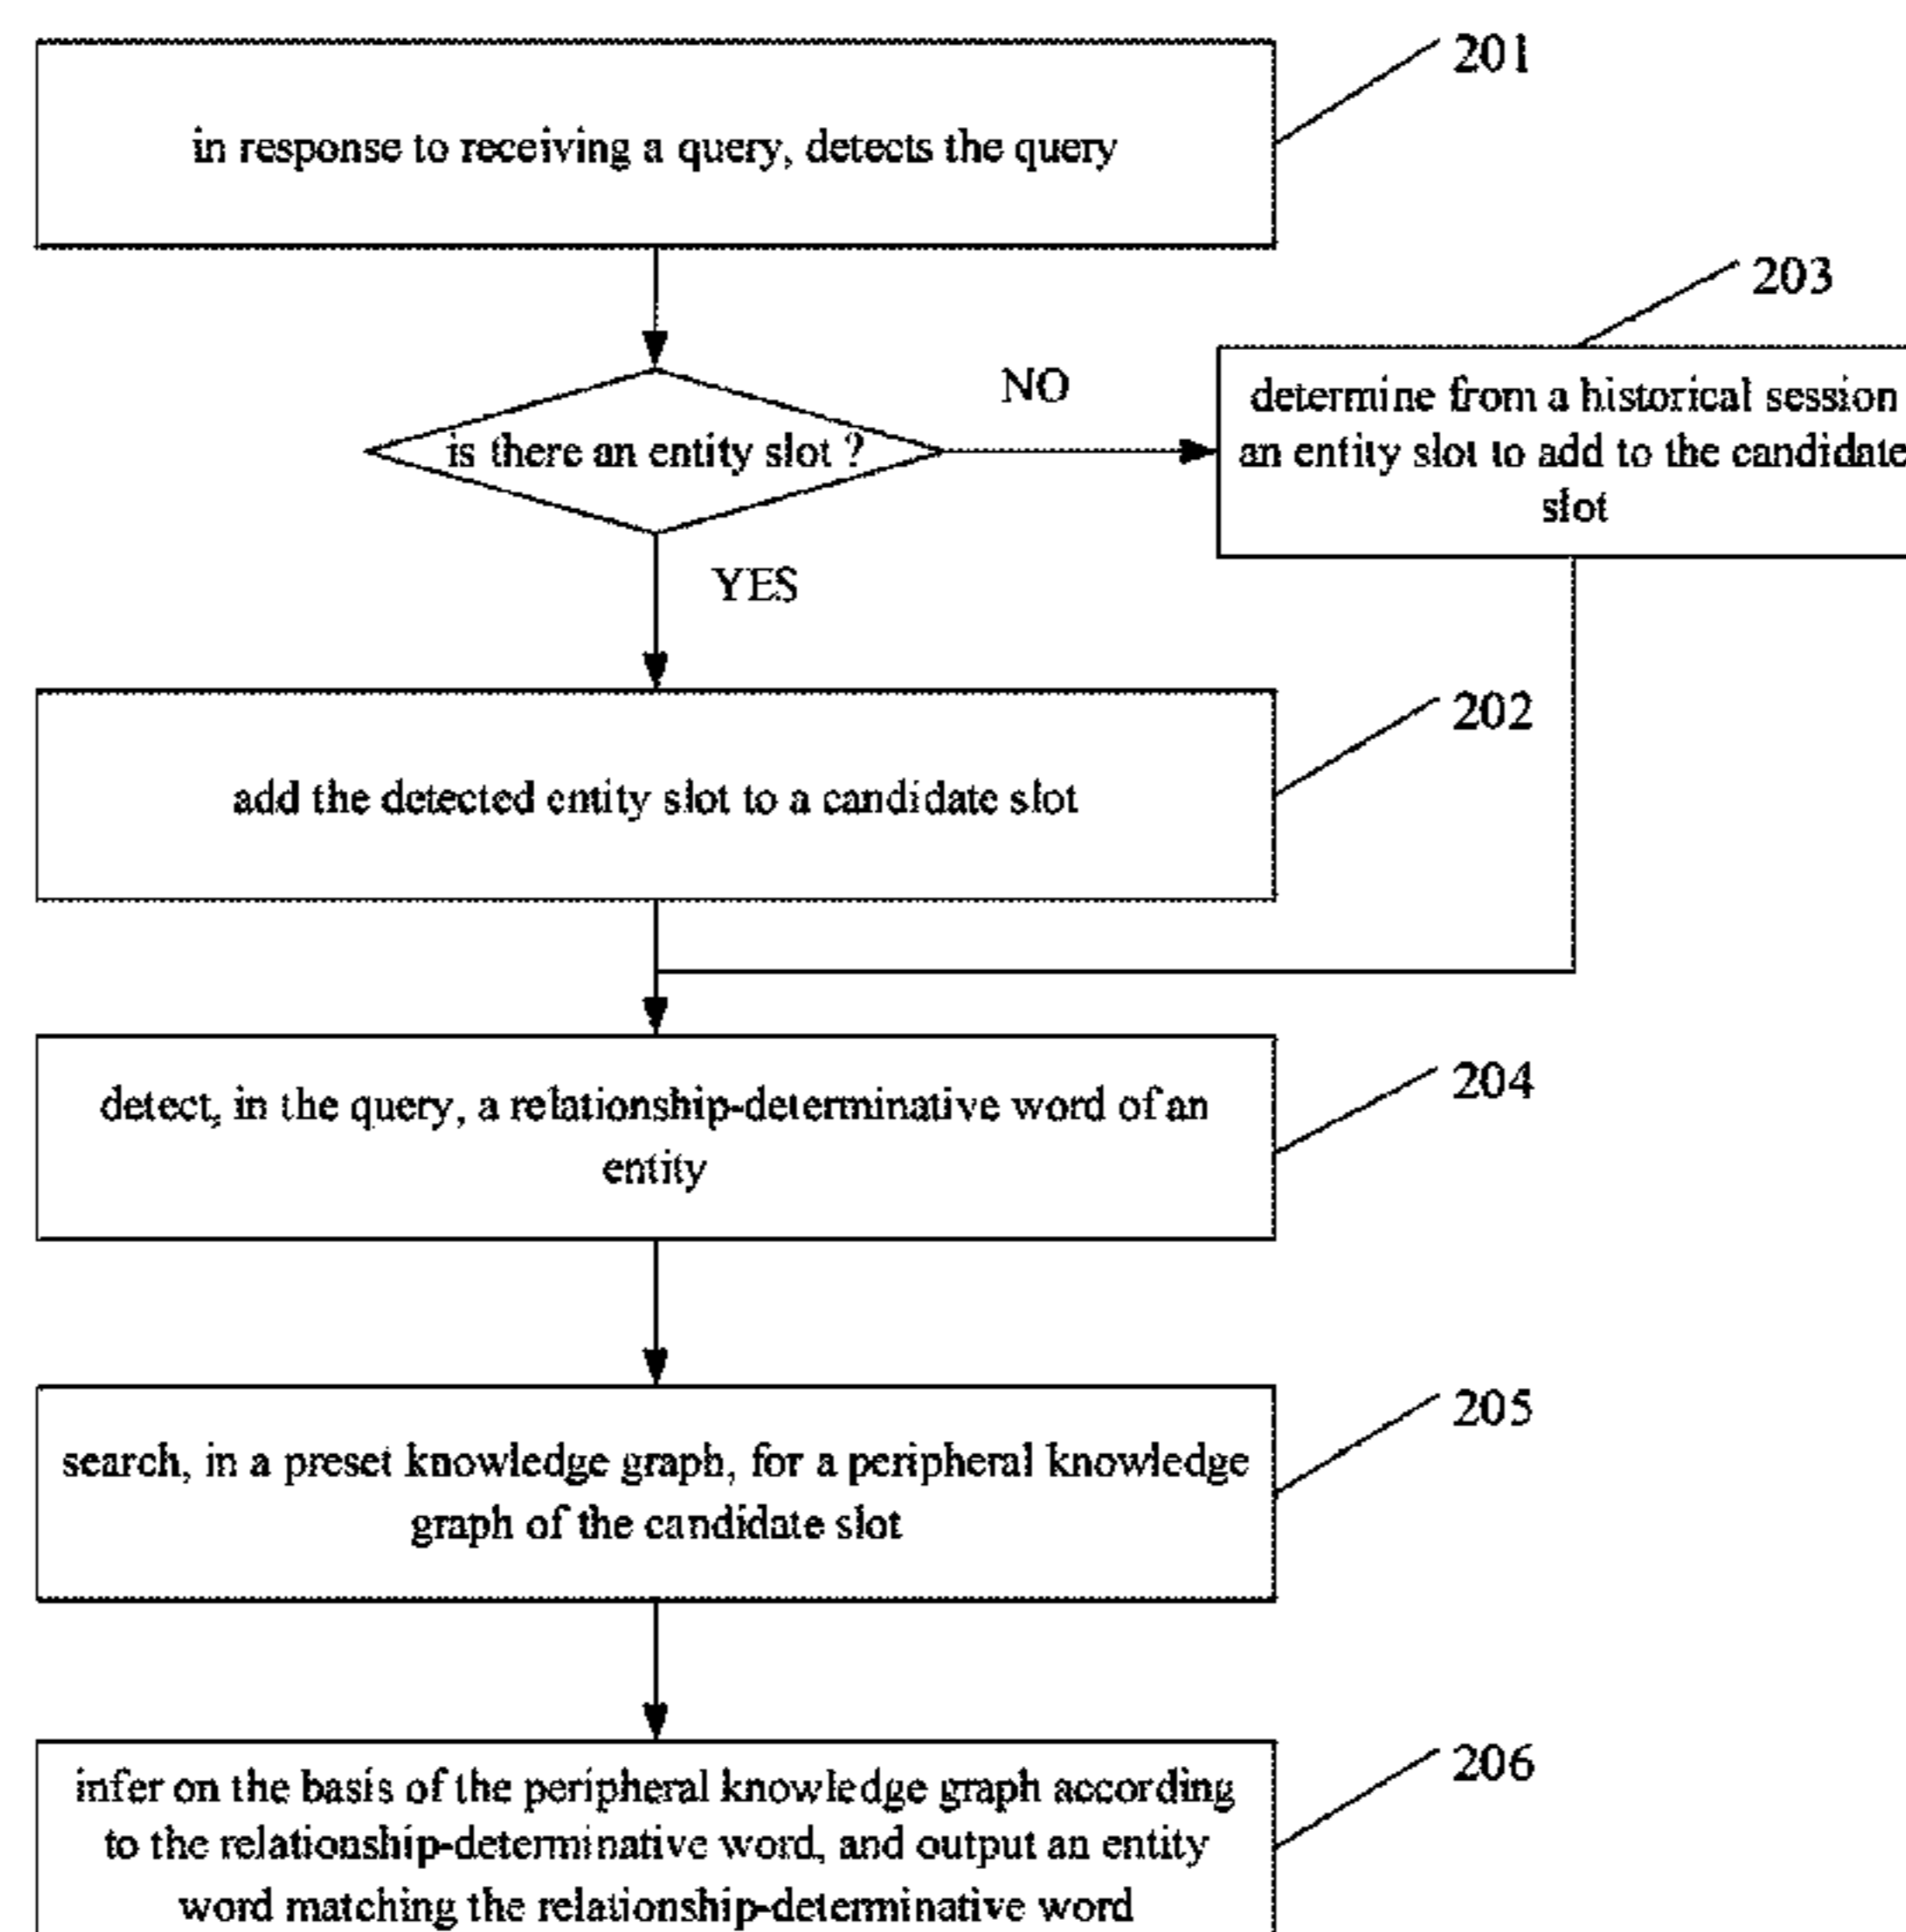 201
in response to receiving a query, detects the query
203
NO
determine from a historical session
an entity slot to add to the candidate
slot
is there an entity slot ?
YES
202
add the detected entity slot to a candidate slot
204
detect, in the query, a relationship-determinative word of an
entity
205
search, in a preset knowledge graph, for a peripheral knowledge
graph of the candidate slot
206
infer on the basis of the peripheral knowledge graph according
to the relationship-determinative word, and output an entity
word matching the relationship-determinative word